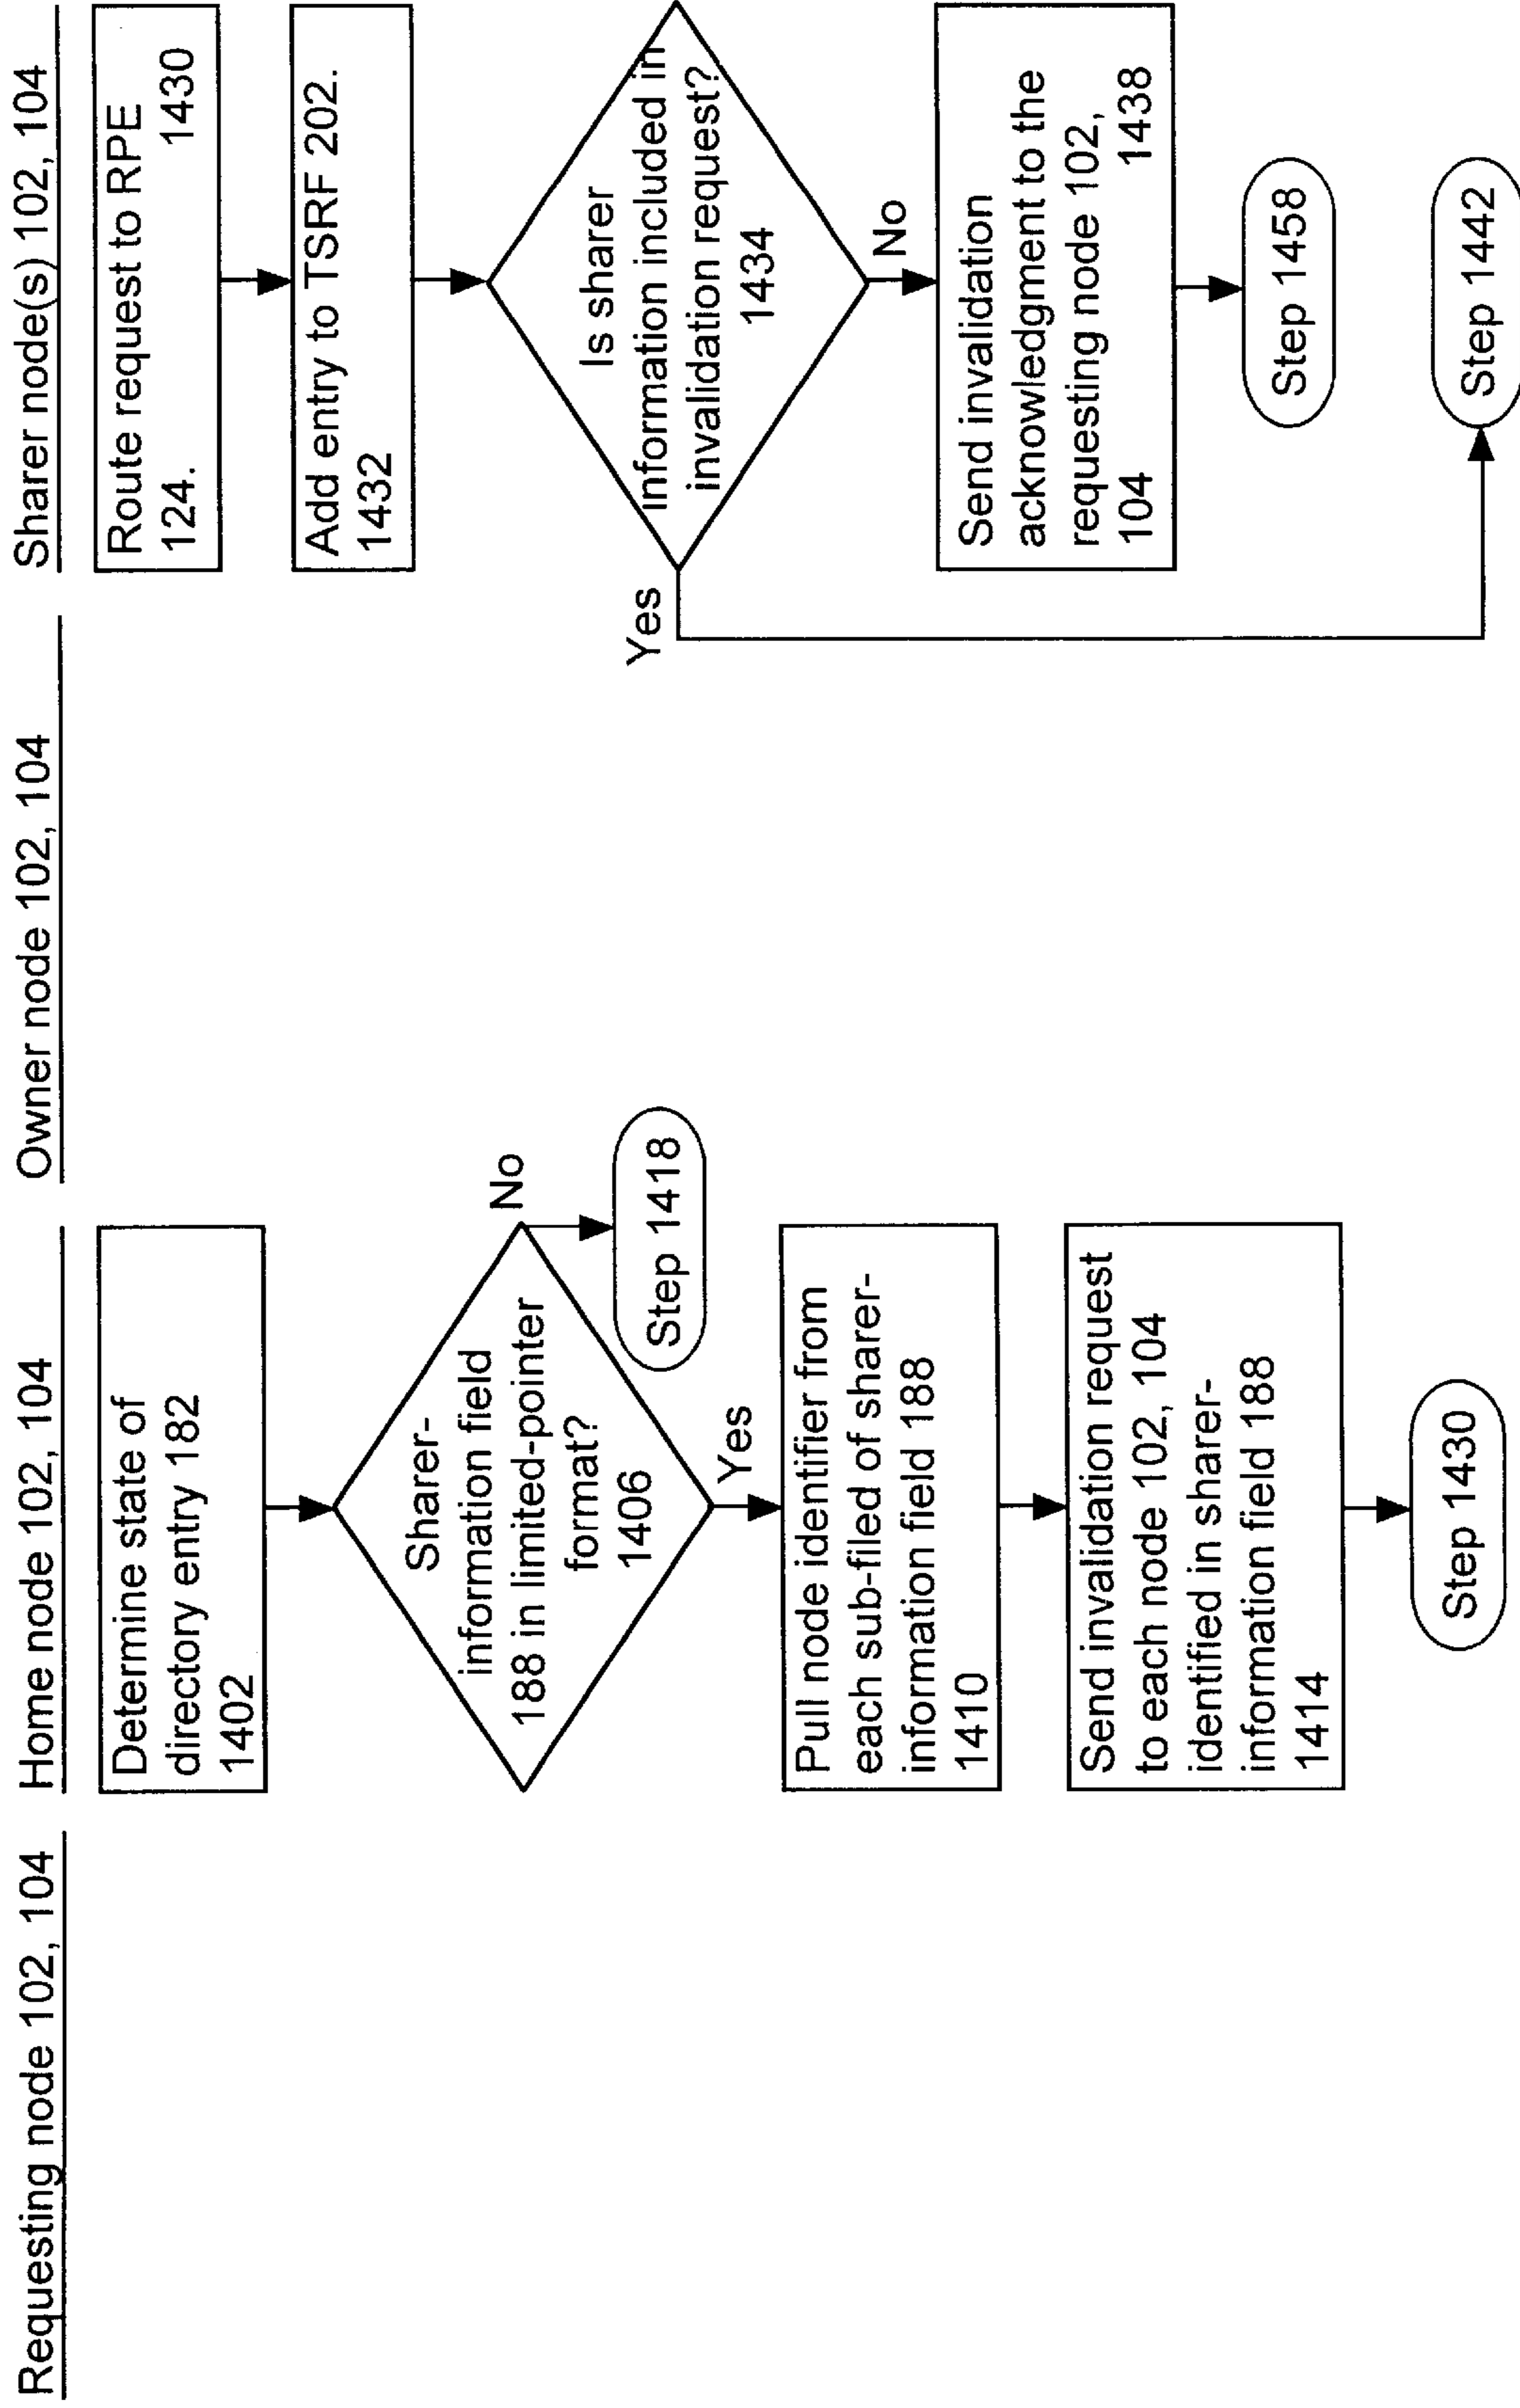 Requesting node 102, 104
Home node 102, 104
Owner node 102, 104
Sharer node(s) 102, 104
Determine state of
directory entry 182
1402
Sharer-
information field
188 in limited-pointer
format?
1406
No
Step 1418
Yes
Pull node identifier from
each sub-filed of sharer-
information field 188
1410
Send invalidation request
to each node 102, 104
identified in sharer-
information field 188
1414
Step 1430
Route request to RPE
124. 1430
Add entry to TSRF 202.
1432
Is sharer
information included in
invalidation request?
1434
Yes
No
Send invalidation
acknowledgment to the
requesting node 102,
104 1438
Step 1458
Step 1442